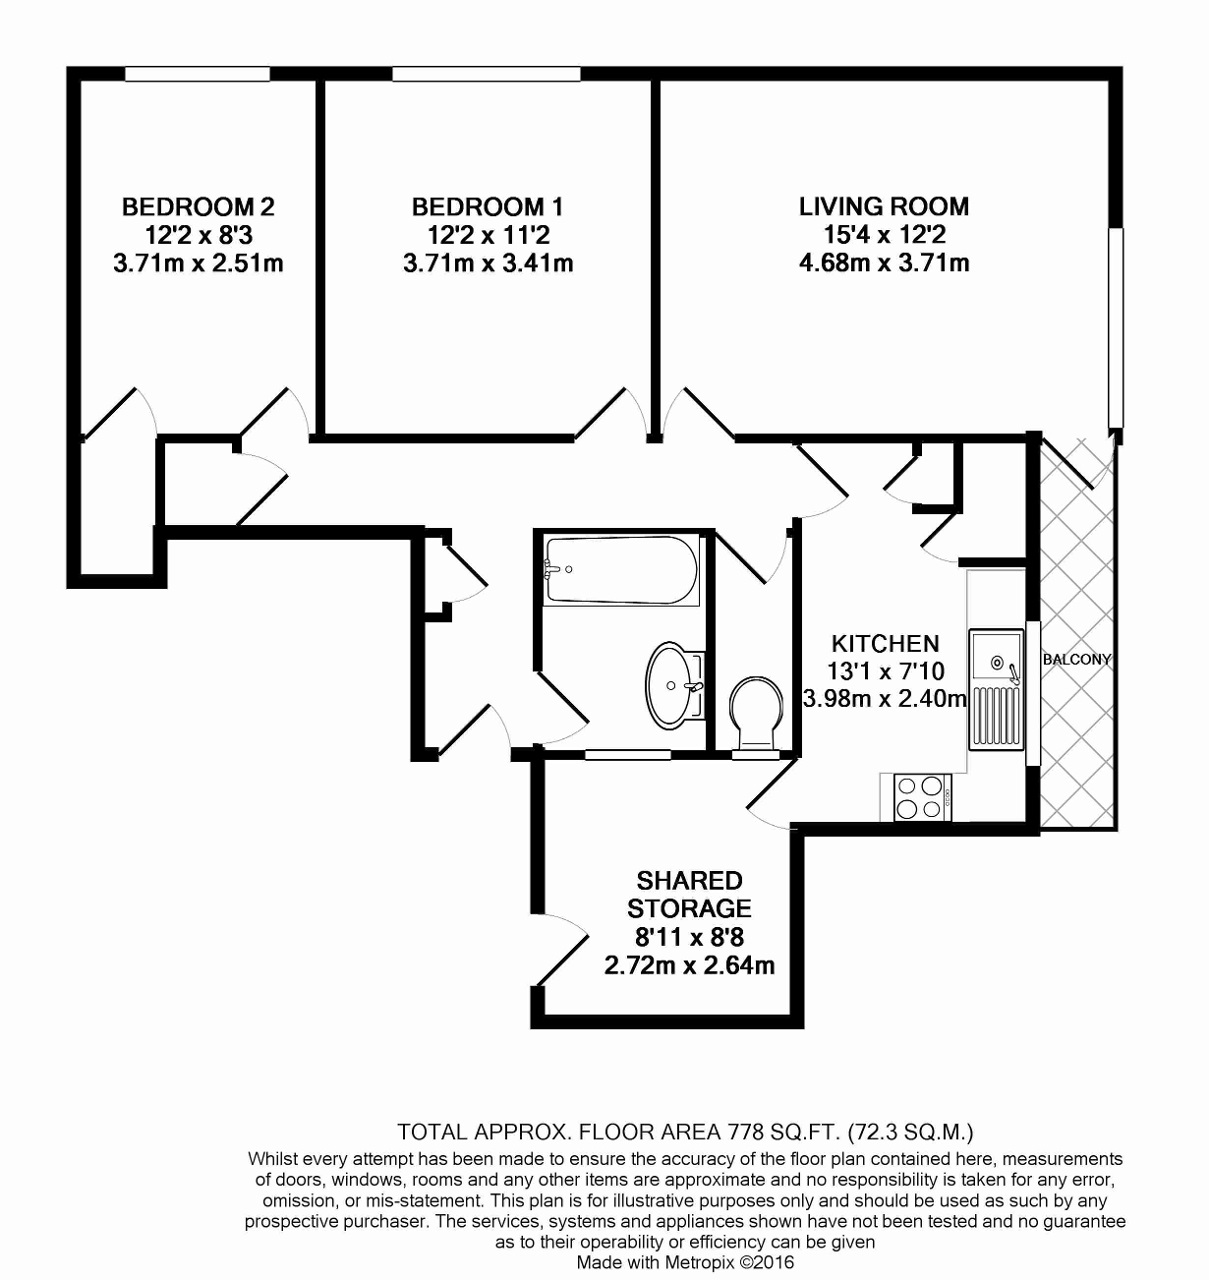 BEDROOM 2
12'2 x 8'3
3.71m x 2.51m
BEDROOM 1
12'2 x 11'2
3.71m x 3.41m
LIVING ROOM
15'4 x 12'2
4.68m x 3.71m
KITCHEN
13'1 x 7'10
3.98m x 2.40m
BALCONY
SHARED
STORAGE
8'11 x 8'8
2.72m x 2.64m
TOTAL APPROX. FLOOR AREA 778 SQ.FT. (72.3 SQ.M.)
Whilst every attempt has been made to ensure the accuracy of the floor plan contained here, measurements
of doors, windows, rooms and any other items are approximate and no responsibility is taken for any error,
omission, or mis-statement. This plan is for illustrative purposes only and should be used as such by any
prospective purchaser. The services, systems and appliances shown have not been tested and no guarantee
as to their operability or efficiency can be given
Made with Metropix ©2016